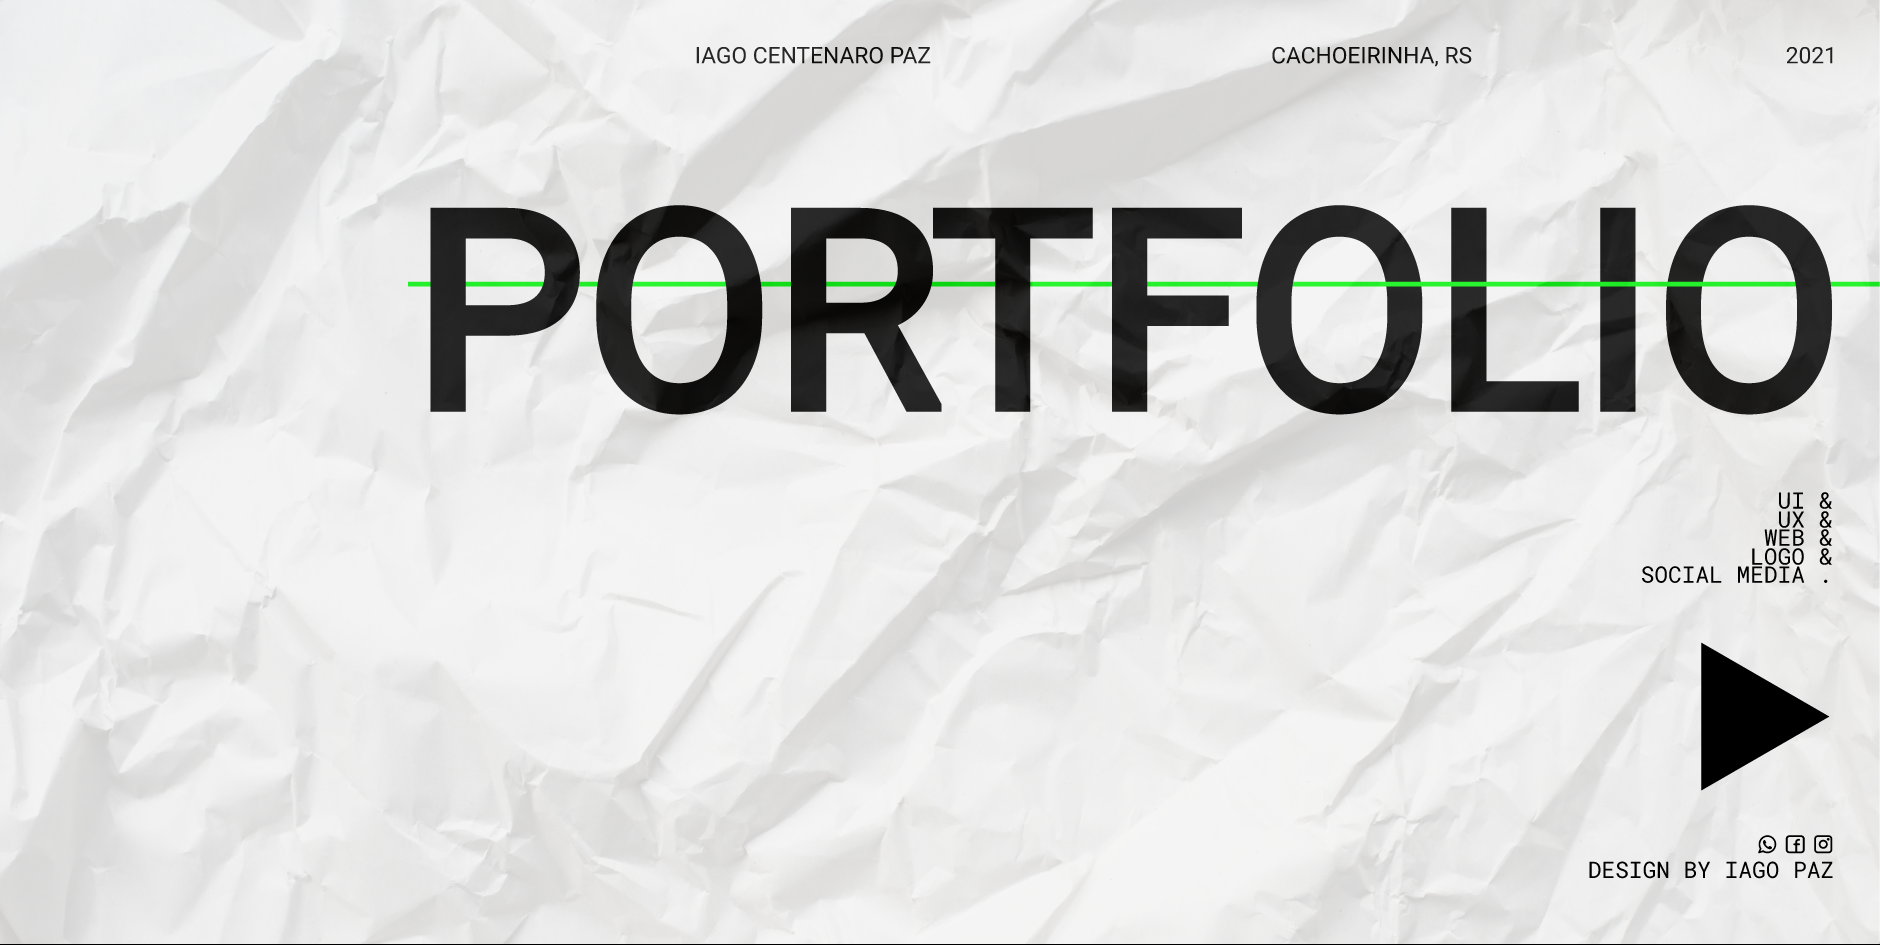 IAGO CENTENARO PAZ
CACHOEIRINHA, RS
2021
PORTFOLIO
UI &
UX &
WEB &
LOGO &
SOCIAL MEDIA .
DESIGN BY IAGO PAZ